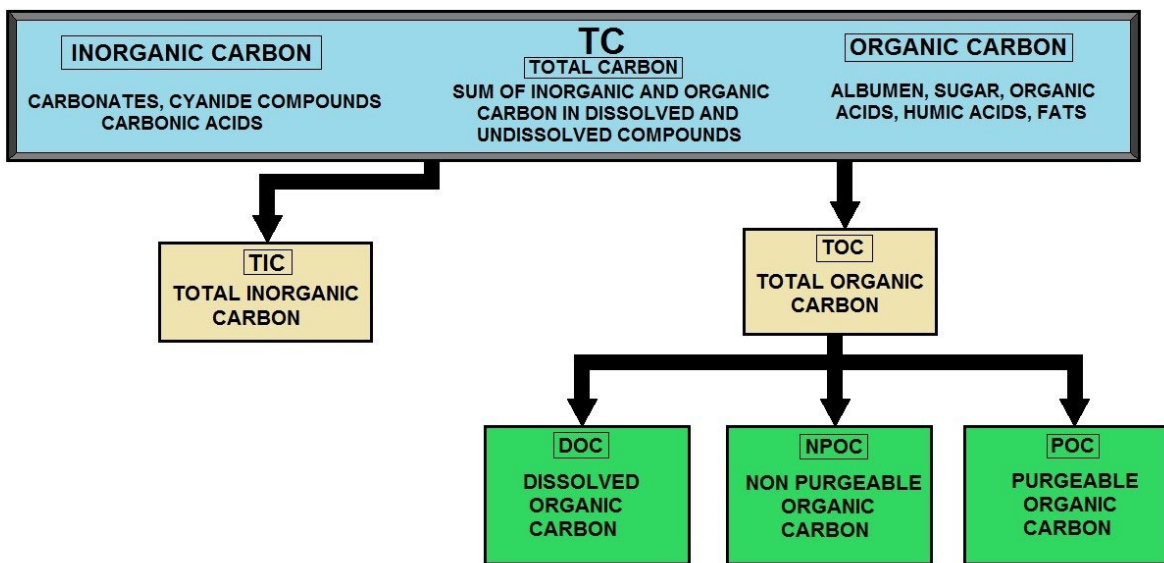 INORGANIC CARBON
CARBONATES, CYANIDE COMPOUNDS
CARBONIC ACIDS
TC
TOTAL CARBON
SUM OF INORGANIC AND ORGANIC
CARBON IN DISSOLVED AND
UNDISSOLVED COMPOUNDS
ORGANIC CARBON
ALBUMEN, SUGAR, ORGANIC
ACIDS, HUMIC ACIDS, FATS
TIC
TOTAL INORGANIC
CARBON
TOC
TOTAL ORGANIC
CARBON
DOC
DISSOLVED
ORGANIC
CARBON
NPOC
NON PURGEABLE
ORGANIC
CARBON
POC
PURGEABLE
ORGANIC
CARBON